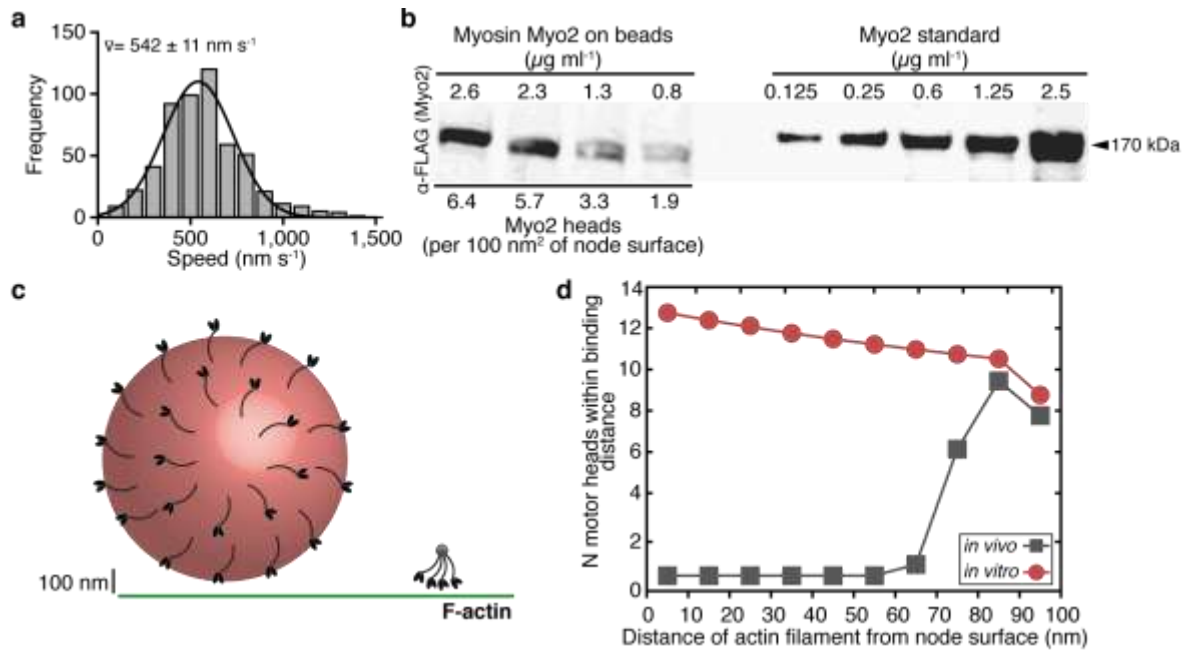 a
150
v̄= 542 ± 11 nm s⁻¹
100
50
0
Frequency
0 500 1,000 1,500
Speed (nm s⁻¹)
b
Myosin Myo2 on beads
(µg ml⁻¹)
2.6 2.3 1.3 0.8
α-FLAG (Myo2)
6.4 5.7 3.3 1.9
Myo2 heads
(per 100 nm² of node surface)
Myo2 standard
(µg ml⁻¹)
0.125 0.25 0.6 1.25 2.5
170 kDa
c
100 nm
F-actin
d
N motor heads within binding
distance
14
12
10
8
6
4
2
0
in vivo
in vitro
0 10 20 30 40 50 60 70 80 90 100
Distance of actin filament from node surface (nm)